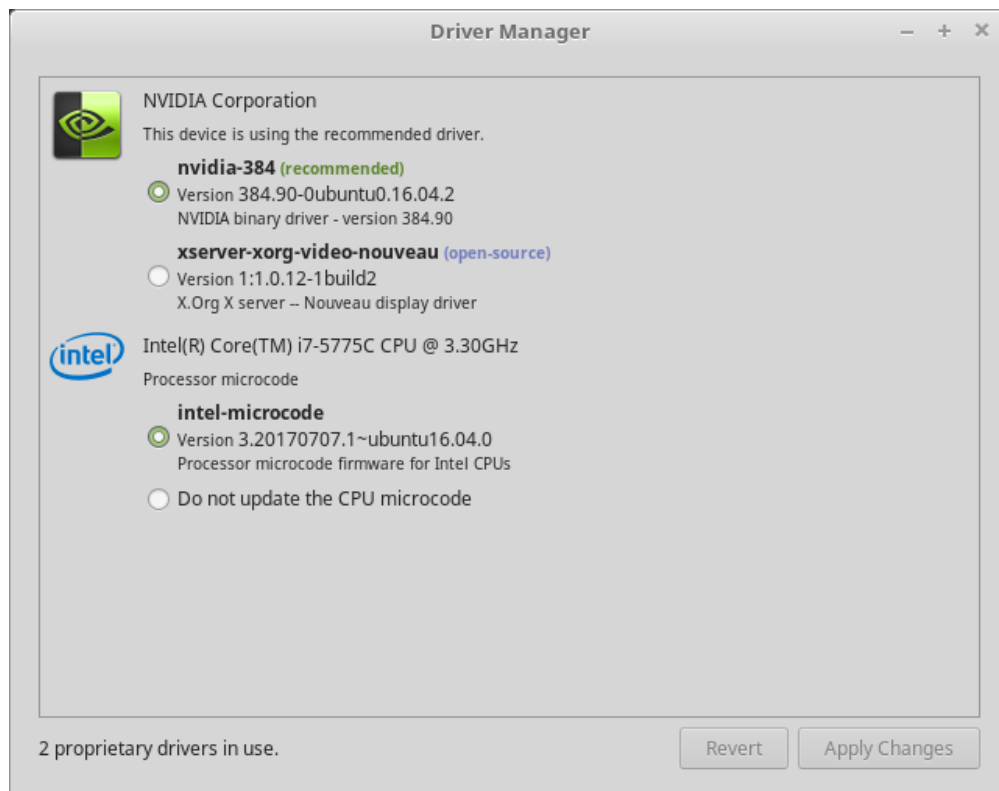 Driver Manager
NVIDIA Corporation
This device is using the recommended driver.
nvidia-384 (recommended)
Version 384.90-0ubuntu0.16.04.2
NVIDIA binary driver - version 384.90
xserver-xorg-video-nouveau (open-source)
Version 1:1.0.12-1build2
X.Org X server -- Nouveau display driver
intel
Intel(R) Core(TM) i7-5775C CPU @ 3.30GHz
Processor microcode
intel-microcode
Version 3.20170707.1~ubuntu16.04.0
Processor microcode firmware for Intel CPUs
Do not update the CPU microcode
2 proprietary drivers in use.
Revert
Apply Changes